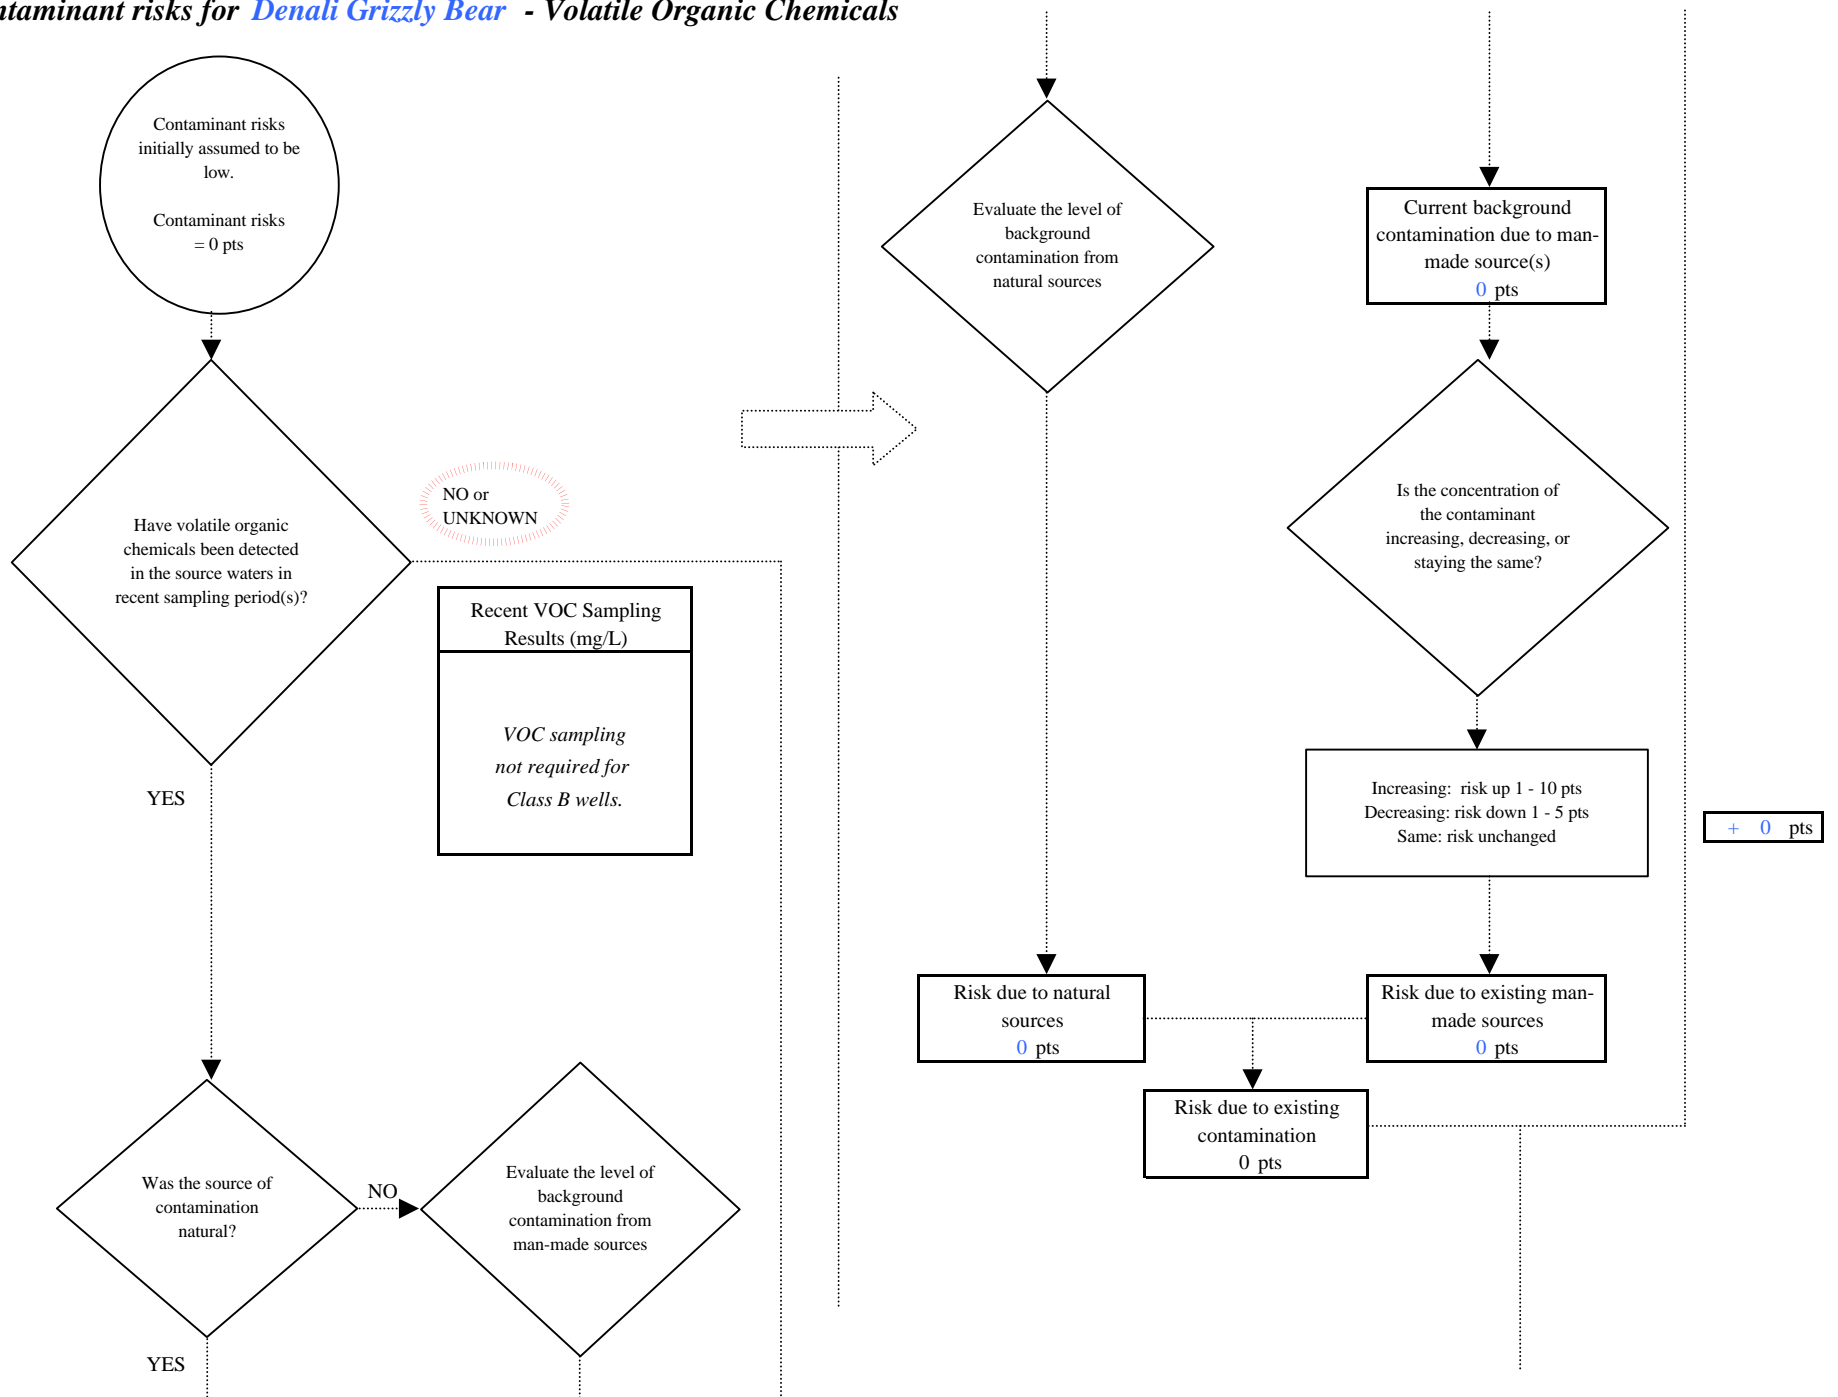 ntaminant risks for Denali Grizzly Bear - Volatile Organic Chemicals
Contaminant risks
initially assumed to be
low.
Contaminant risks
= 0 pts
Have volatile organic
chemicals been detected
in the source waters in
recent sampling period(s)?
NO or
UNKNOWN
Recent VOC Sampling
Results (mg/L)
VOC sampling
not required for
Class B wells.
YES
Was the source of
contamination
natural?
NO
Evaluate the level of
background
contamination from
man-made sources
YES
Evaluate the level of
background
contamination from
natural sources
Current background
contamination due to man-
made source(s)
0 pts
Is the concentration of
the contaminant
increasing, decreasing, or
staying the same?
Increasing: risk up 1 - 10 pts
Decreasing: risk down 1 - 5 pts
Same: risk unchanged
+ 0 pts
Risk due to natural
sources
0 pts
Risk due to existing man-
made sources
0 pts
Risk due to existing
contamination
0 pts